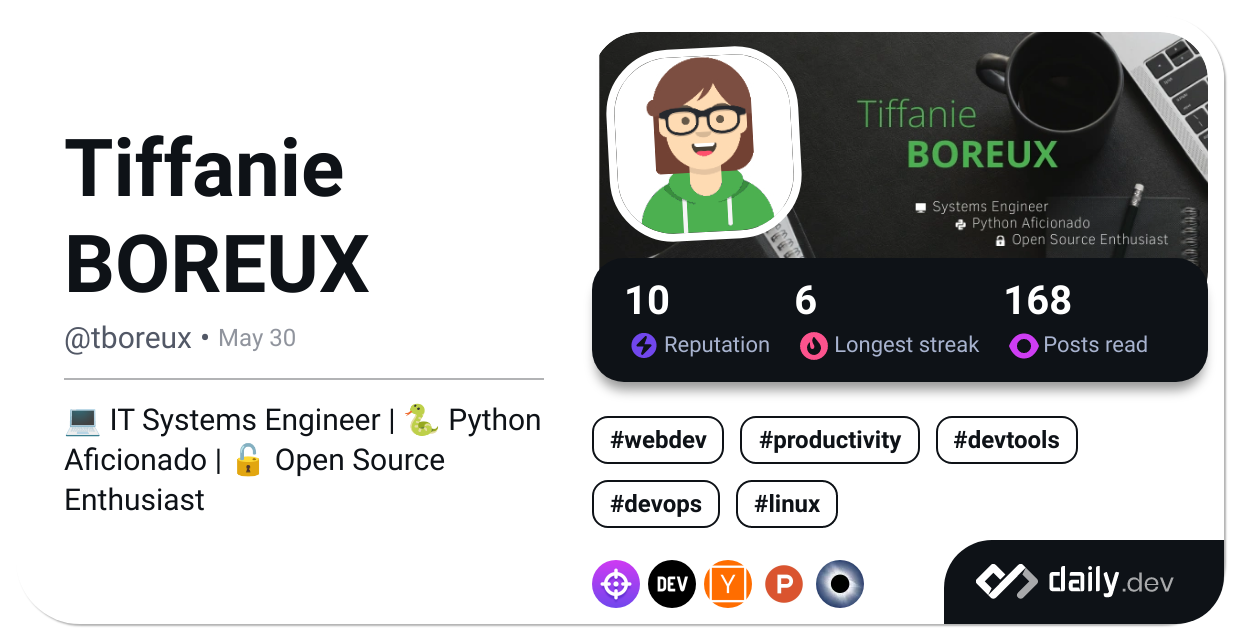 Tiffanie
BOREUX
@tboreux • May 30
💻 IT Systems Engineer | 🐍 Python
Aficionado | 🔓 Open Source
Enthusiast
Tiffanie
BOREUX
Systems Engineer
Python Aficionado
Open Source Enthusiast
10 6 168
Reputation Longest streak Posts read
#webdev #productivity #devtools
#devops #linux
DEV Y P
daily.dev